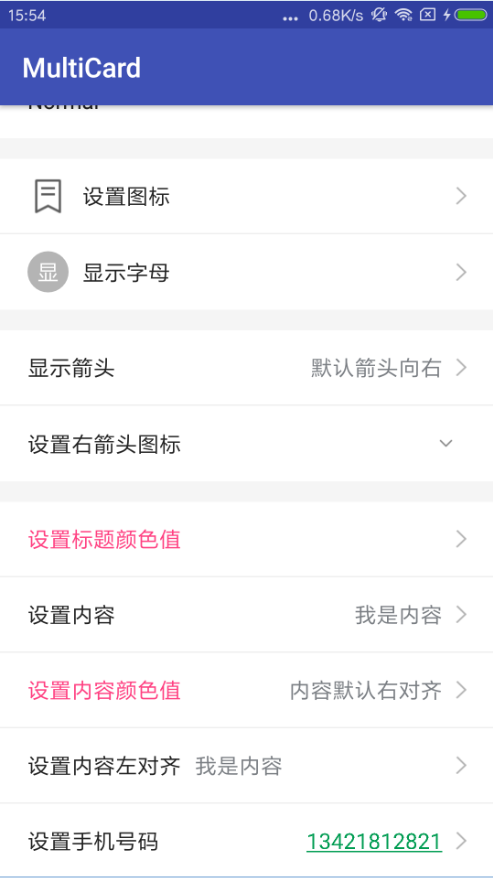 15:54 ... 0.68K/s
MultiCard
Normal
设置图标
显 显示字母
显示箭头 默认箭头向右
设置右箭头图标
设置标题颜色值
设置内容 我是内容
设置内容颜色值 内容默认右对齐
设置内容左对齐 我是内容
设置手机号码 13421812821